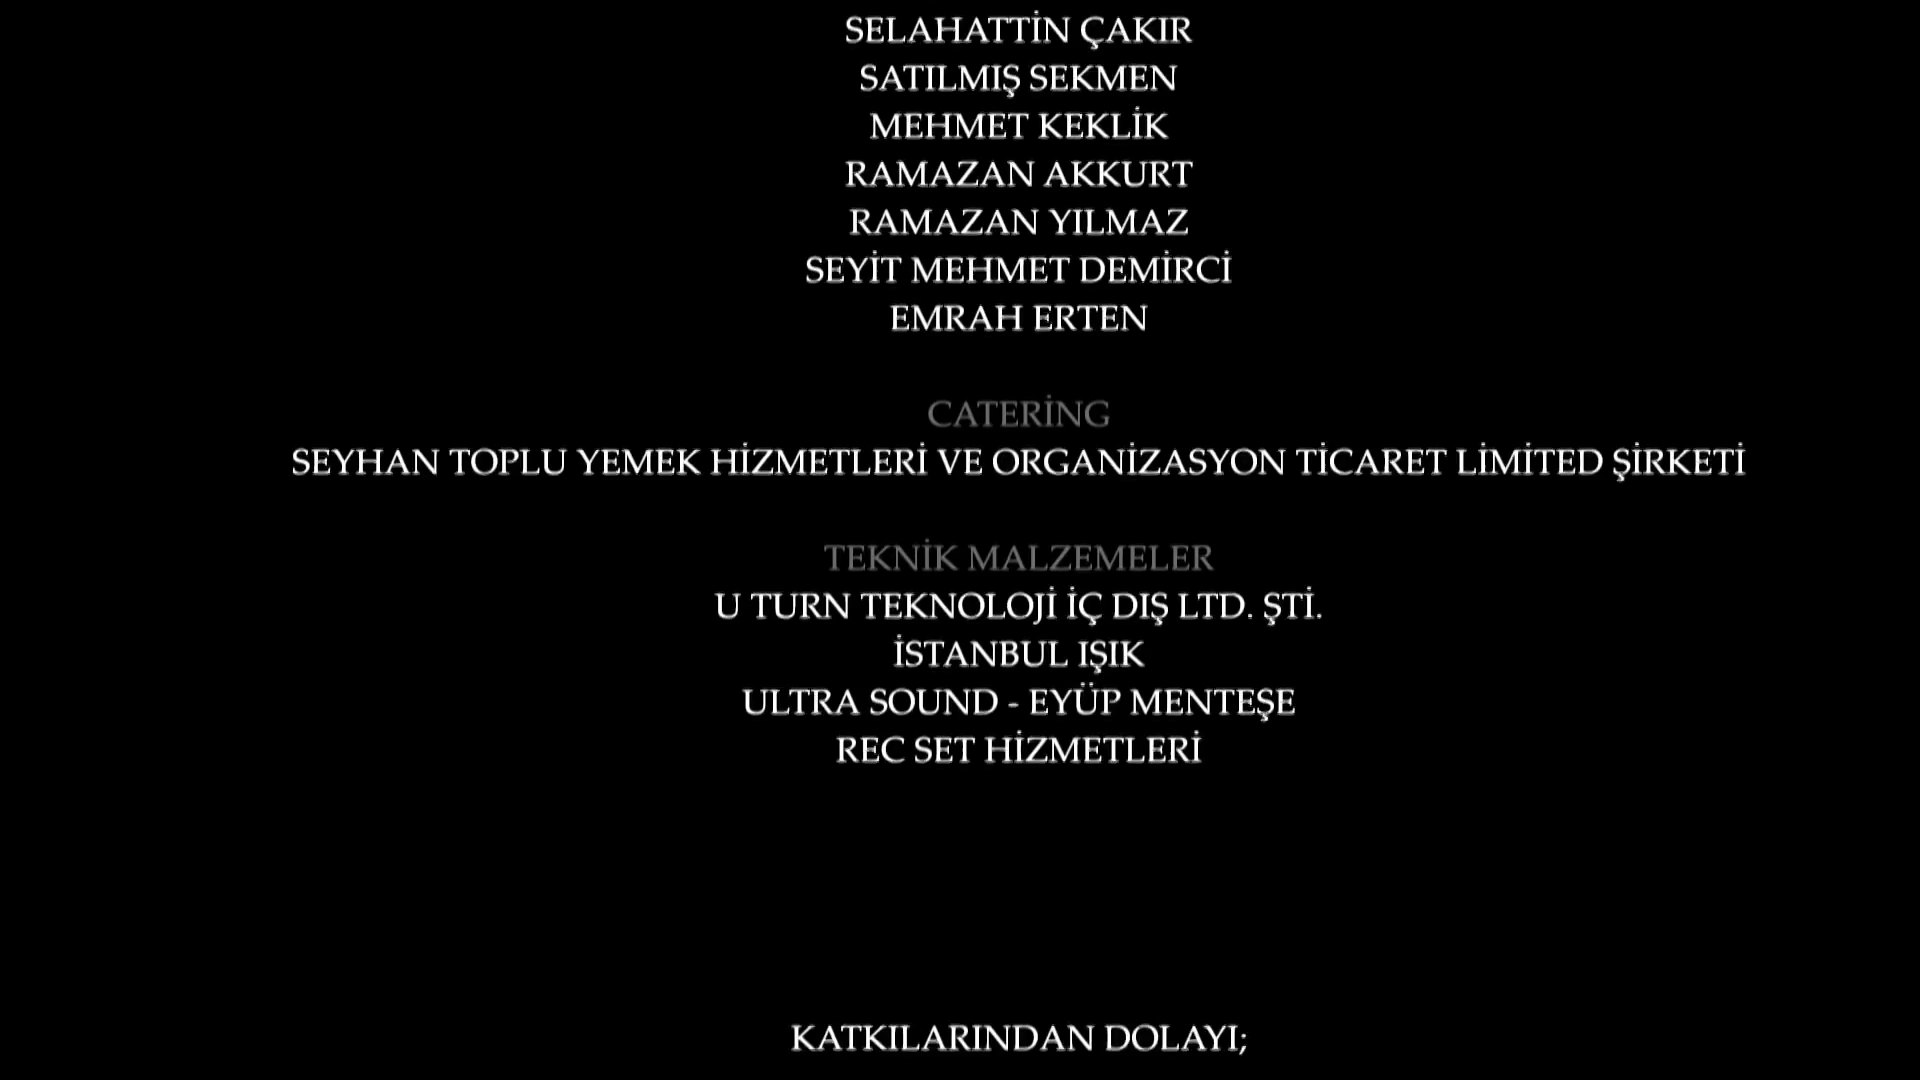 SELAHATTİN ÇAKIR
SATILMIŞ SEKMEN
MEHMET KEKLİK
RAMAZAN AKKURT
RAMAZAN YILMAZ
SEYİT MEHMET DEMİRCİ
EMRAH ERTEN
CATERİNG
SEYHAN TOPLU YEMEK HİZMETLERİ VE ORGANİZASYON TİCARET LİMİTED ŞİRKETİ
TEKNİK MALZEMELER
U TURN TEKNOLOJİ İÇ DIŞ LTD. ŞTİ.
İSTANBUL IŞIK
ULTRA SOUND - EYÜP MENTEŞE
REC SET HİZMETLERİ
KATKILARINDAN DOLAYI;